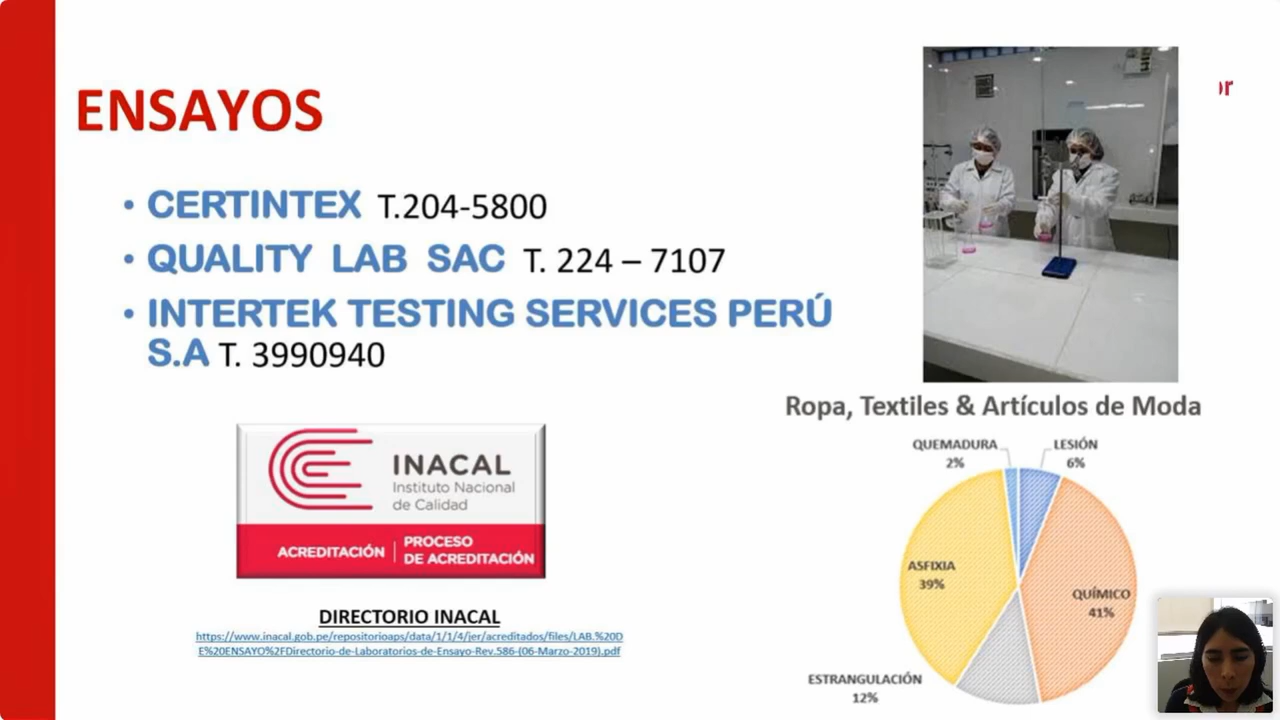 ENSAYOS
• CERTINTEX T.204-5800
• QUALITY LAB SAC T. 224 – 7107
• INTERTEK TESTING SERVICES PERÚ
S.A T. 3990940
INACAL
Instituto Nacional
de Calidad
ACREDITACIÓN | PROCESO
DE ACREDITACIÓN
DIRECTORIO INACAL
https://www.inacal.gob.pe/repositorioaps/data/1/1/4/jer/acreditados/files/LAB.%20D
E%20ENSAYO%2FDirectorio-de-Laboratorios-de-Ensayo-Rev.586-(06-Marzo-2019).pdf
Ropa, Textiles & Artículos de Moda
QUEMADURA
2%
LESIÓN
6%
ASFIXIA
39%
QUÍMICO
41%
ESTRANGULACIÓN
12%